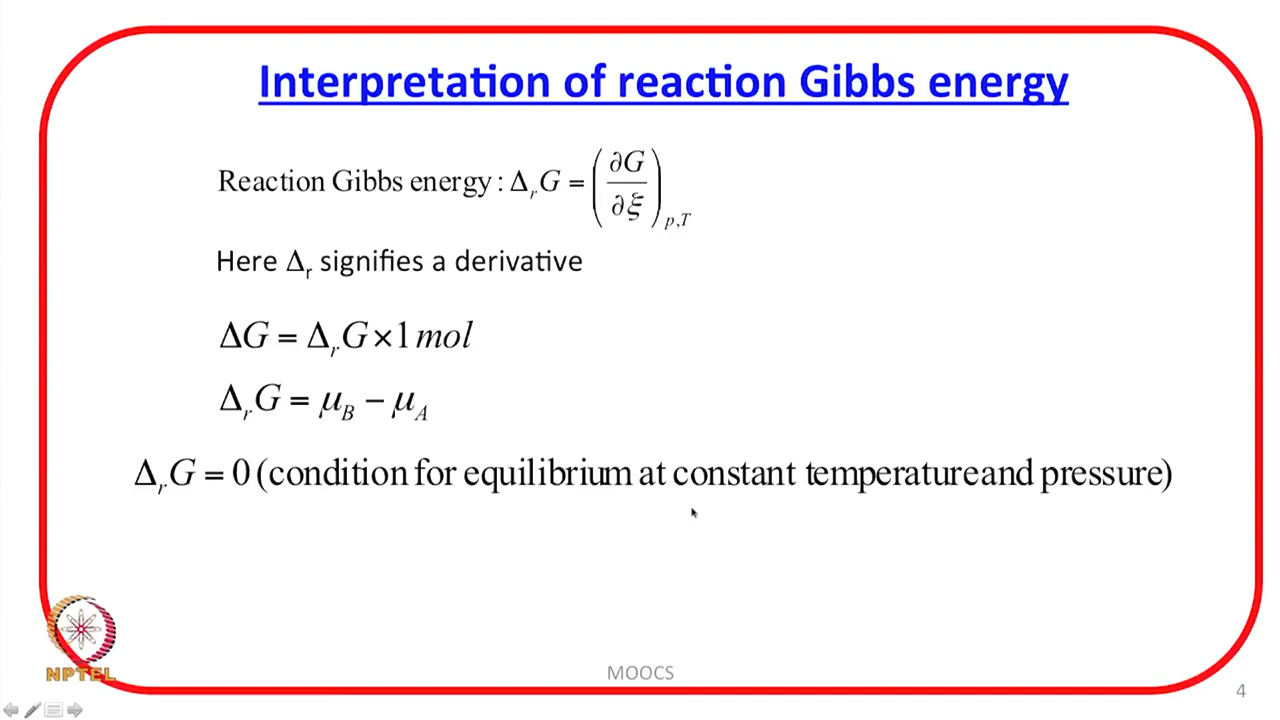 Interpretation of reaction Gibbs energy
Reaction Gibbs energy : Δ_r G = (∂G/∂ξ)_p,T
Here Δ_r signifies a derivative
ΔG = Δ_r G × 1 mol
Δ_r G = μ_B − μ_A
Δ_r G = 0 (condition for equilibrium at constant temperatureand pressure)
NPTEL
MOOCS
4